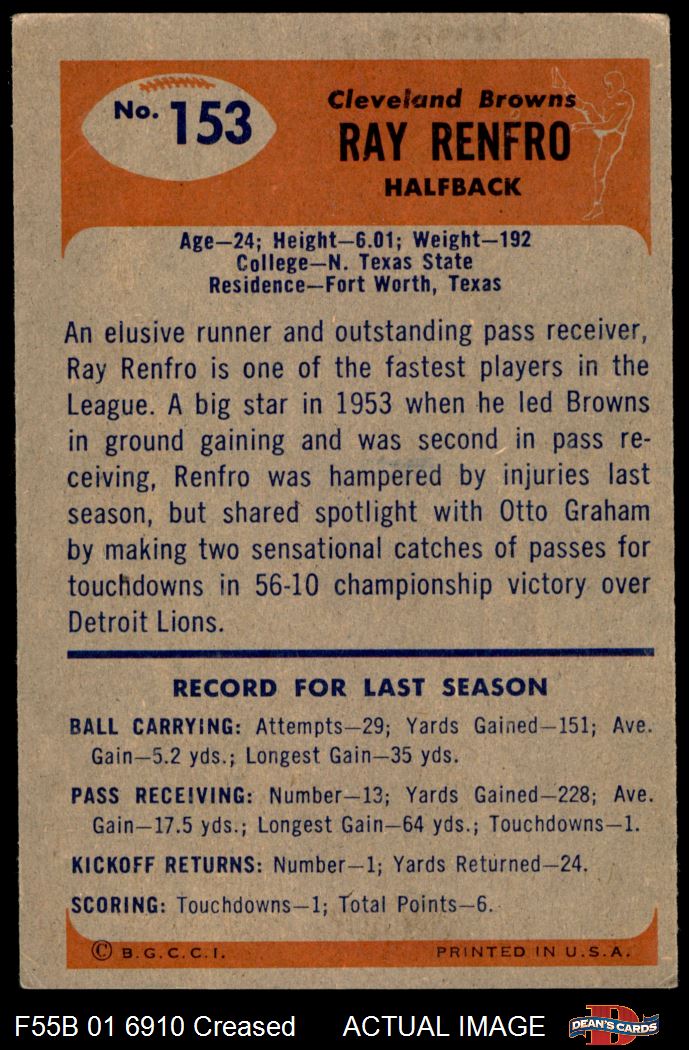 No. 153
Cleveland Browns
RAY RENFRO
HALFBACK
Age—24; Height—6.01; Weight—192
College—N. Texas State
Residence—Fort Worth, Texas
An elusive runner and outstanding pass receiver,
Ray Renfro is one of the fastest players in the
League. A big star in 1953 when he led Browns
in ground gaining and was second in pass re-
ceiving, Renfro was hampered by injuries last
season, but shared spotlight with Otto Graham
by making two sensational catches of passes for
touchdowns in 56-10 championship victory over
Detroit Lions.
RECORD FOR LAST SEASON
BALL CARRYING: Attempts—29; Yards Gained—151; Ave.
Gain—5.2 yds.; Longest Gain—35 yds.
PASS RECEIVING: Number—13; Yards Gained—228; Ave.
Gain—17.5 yds.; Longest Gain—64 yds.; Touchdowns—1.
KICKOFF RETURNS: Number—1; Yards Returned—24.
SCORING: Touchdowns—1; Total Points—6.
© B.G.C.C.I. PRINTED IN U.S.A.
F55B 01 6910 Creased ACTUAL IMAGE DEAN'S CARDS